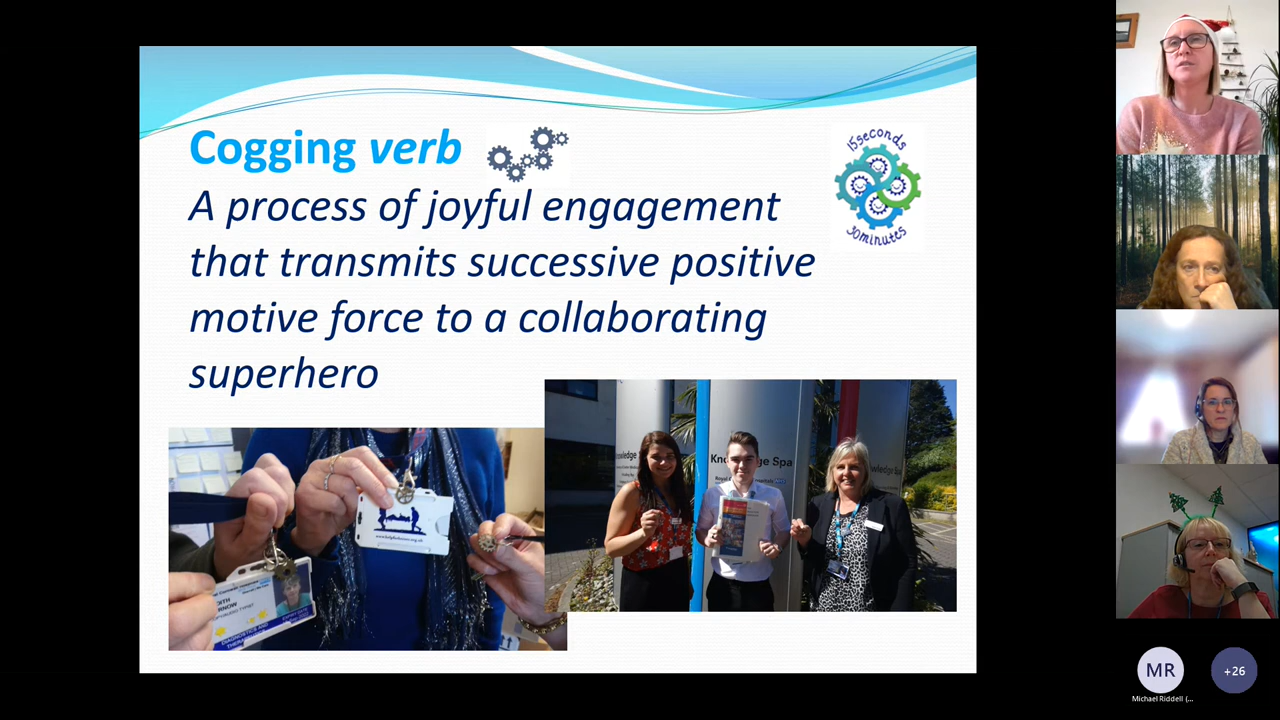 Cogging verb
A process of joyful engagement
that transmits successive positive
motive force to a collaborating
superhero
15seconds
30minutes
Knowledge Spa
MR
+26
Michael Riddell (...